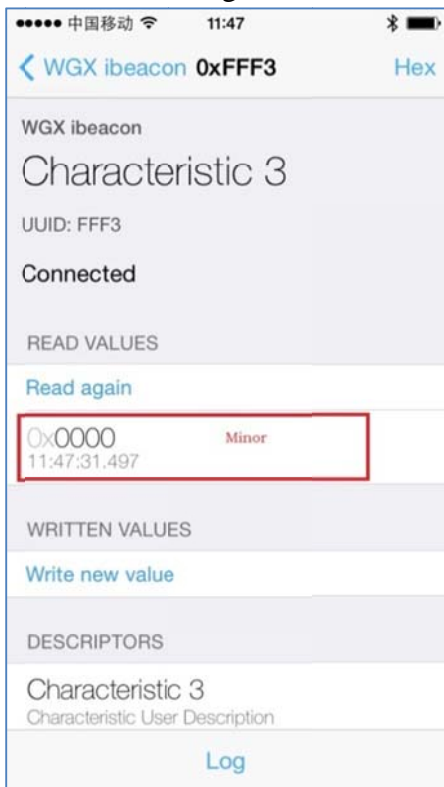 中国移动 11:47
WGX ibeacon 0xFFF3 Hex
WGX ibeacon
Characteristic 3
UUID: FFF3
Connected
READ VALUES
Read again
0x0000 Minor
11:47:31.497
WRITTEN VALUES
Write new value
DESCRIPTORS
Characteristic 3
Characteristic User Description
Log